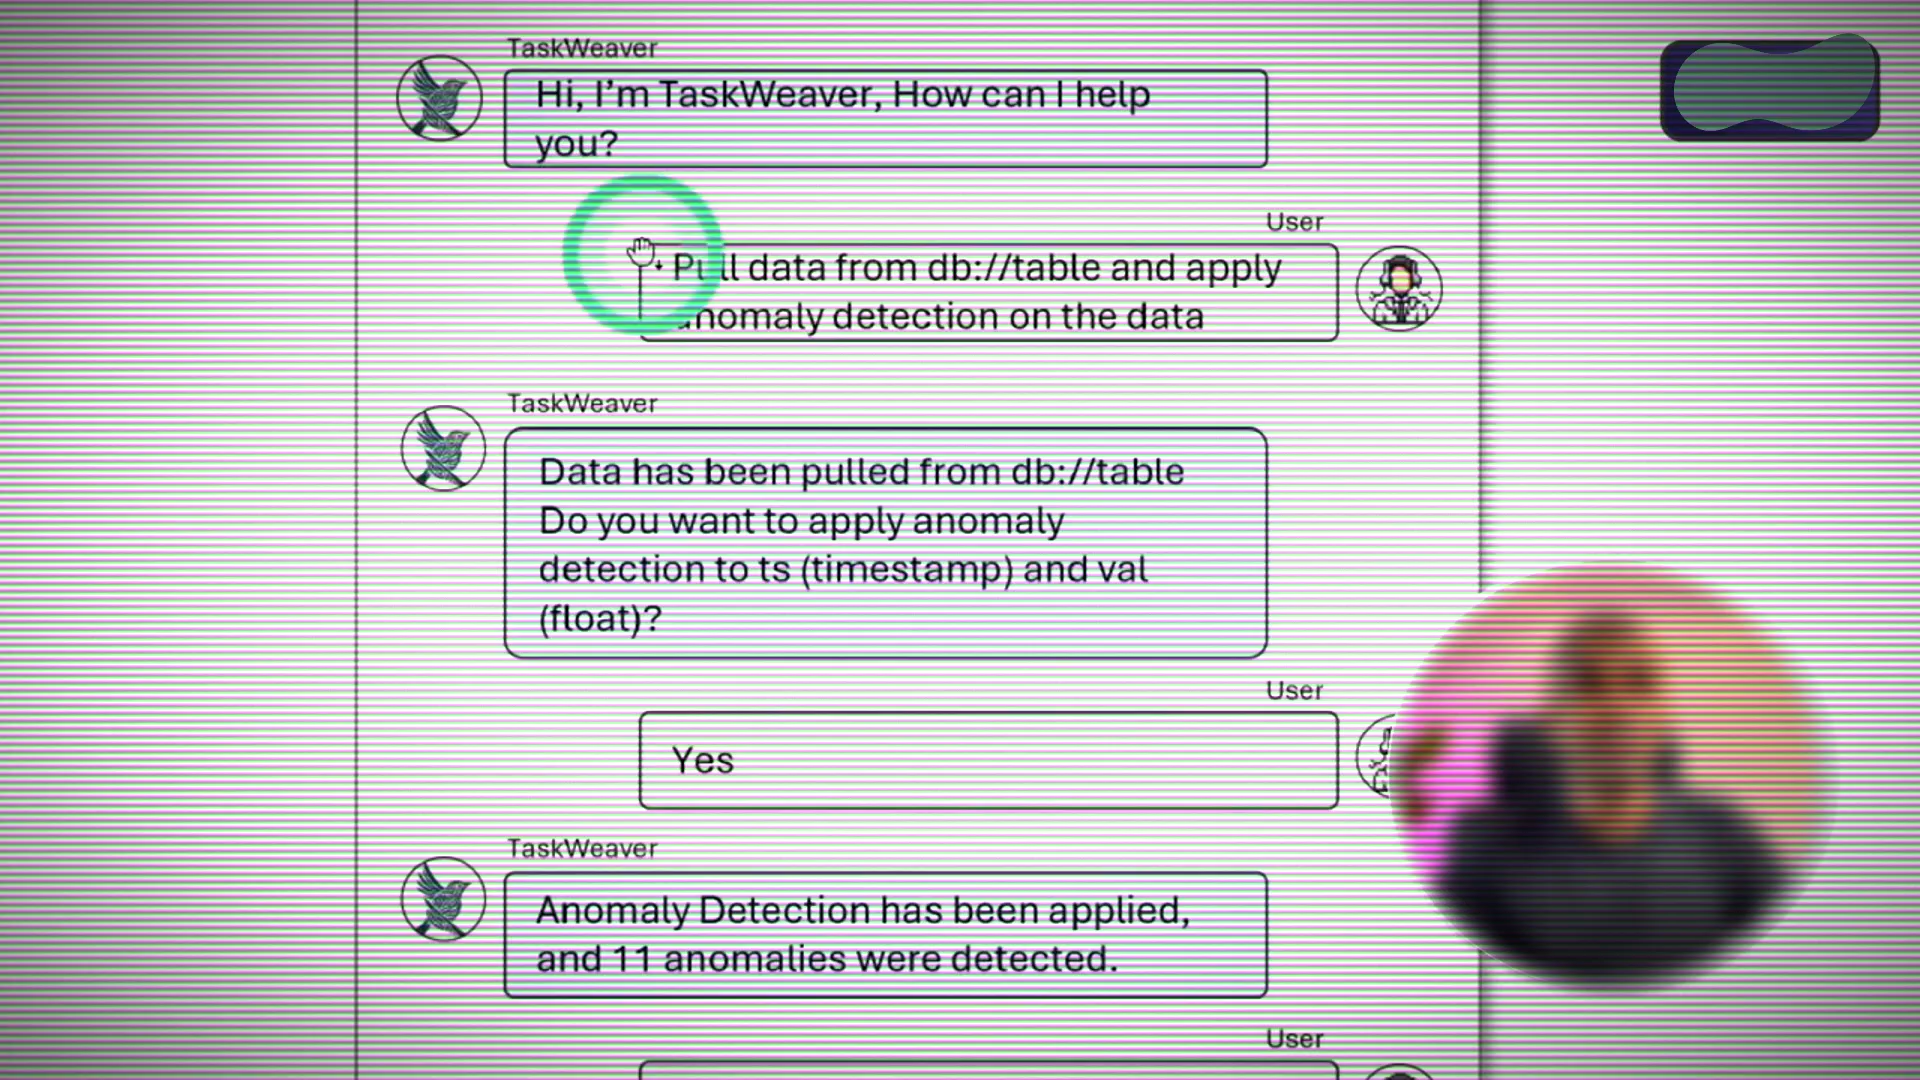 TaskWeaver
Hi, I'm TaskWeaver, How can I help
you?
User
Pull data from db://table and apply
anomaly detection on the data
TaskWeaver
Data has been pulled from db://table
Do you want to apply anomaly
detection to ts (timestamp) and val
(float)?
User
Yes
TaskWeaver
Anomaly Detection has been applied,
and 11 anomalies were detected.
User